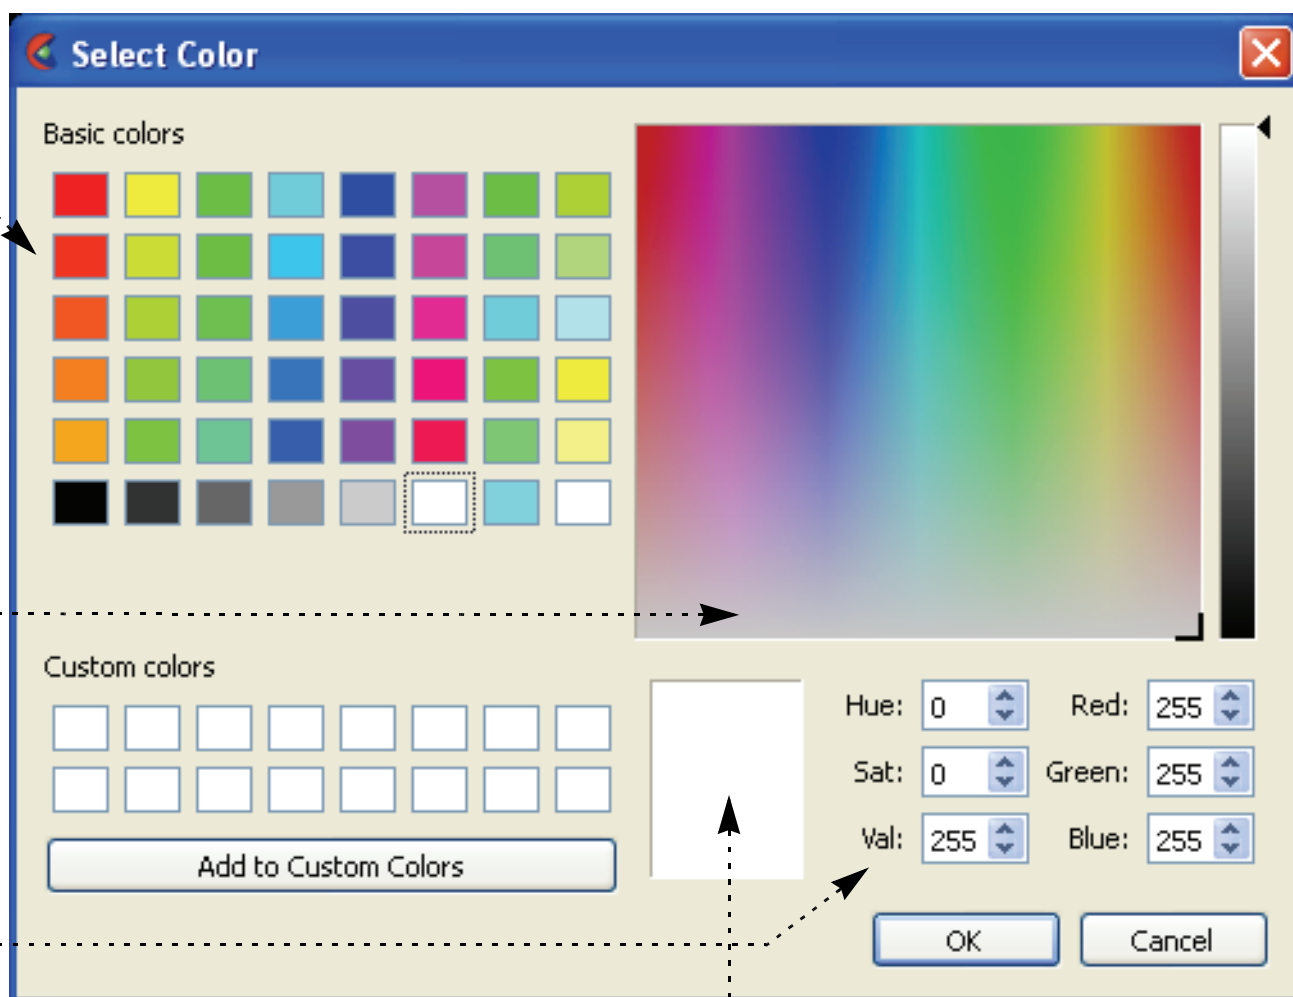 Select Color
Basic colors
Custom colors
Add to Custom Colors
Hue: 0 Red: 255
Sat: 0 Green: 255
Val: 255 Blue: 255
OK Cancel